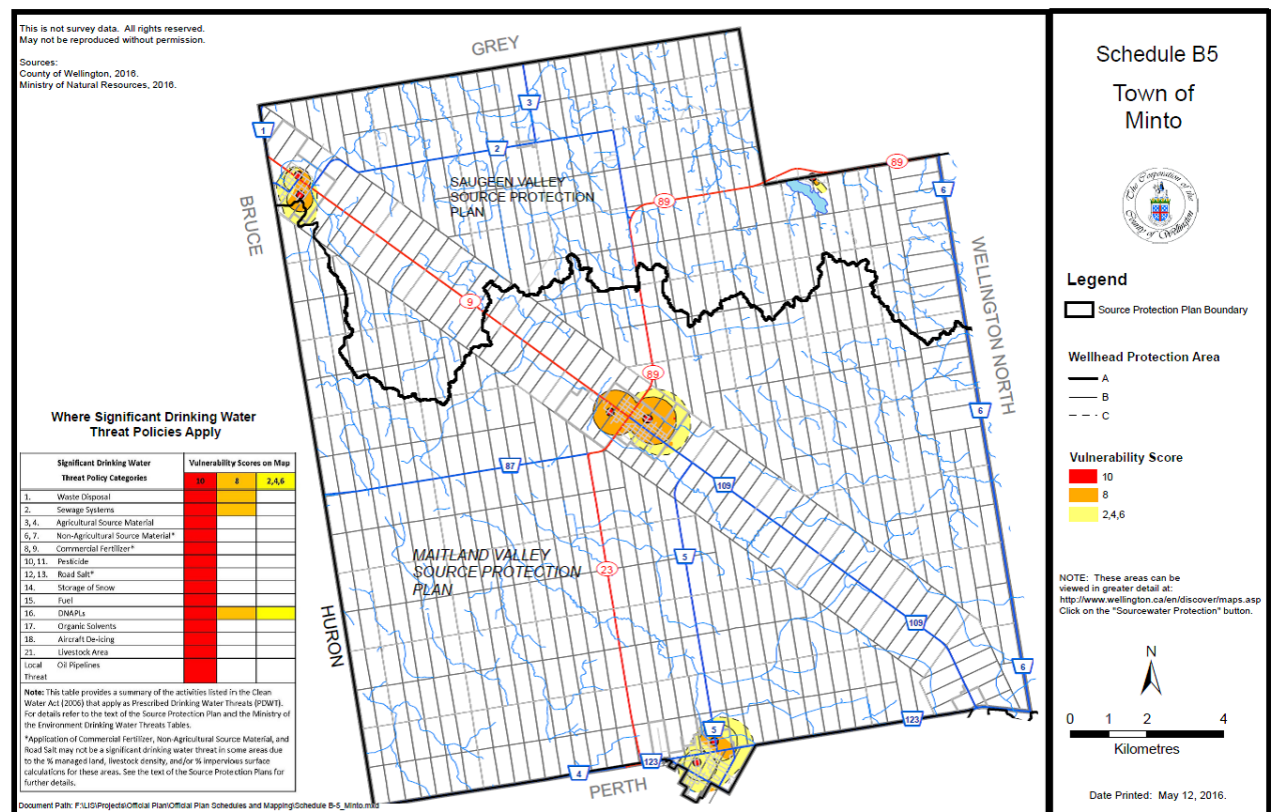 This is not survey data. All rights reserved.
May not be reproduced without permission.
Sources:
County of Wellington, 2016.
Ministry of Natural Resources, 2016.
GREY
3
1
2
SAUGEEN VALLEY
SOURCE PROTECTION
PLAN
89
89
6
BRUCE
WELLINGTON NORTH
9
89
6
87
109
MAITLAND VALLEY
SOURCE PROTECTION
PLAN
5
23
HURON
109
6
5
123
123
4
PERTH
Where Significant Drinking Water
Threat Policies Apply
Significant Drinking Water
Threat Policy Categories
Vulnerability Scores on Map
10 8 2,4,6
1. Waste Disposal
2. Sewage Systems
3, 4. Agricultural Source Material
6, 7. Non-Agricultural Source Material*
8, 9. Commercial Fertilizer*
10, 11. Pesticide
12, 13. Road Salt*
14. Storage of Snow
15. Fuel
16. DNAPLs
17. Organic Solvents
18. Aircraft De-icing
21. Livestock Area
Local Oil Pipelines
Threat
Note: This table provides a summary of the activities listed in the Clean
Water Act (2006) that apply as Prescribed Drinking Water Threats (PDWT).
For details refer to the text of the Source Protection Plan and the Ministry of
the Environment Drinking Water Threats Tables.
*Application of Commercial Fertilizer, Non-Agricultural Source Material, and
Road Salt may not be a significant drinking water threat in some areas due
to the % managed land, livestock density, and/or % impervious surface
calculations for these areas. See the text of the Source Protection Plans for
further details.
Document Path: F:\LIS\Projects\Official Plan\Official Plan Schedules and Mapping\Schedule B-5_Minto.mxd
Schedule B5
Town of
Minto
The Corporation of the
County of Wellington
Legend
Source Protection Plan Boundary
Wellhead Protection Area
A
B
C
Vulnerability Score
10
8
2,4,6
NOTE: These areas can be
viewed in greater detail at:
http://www.wellington.ca/en/discover/maps.asp
Click on the "Sourcewater Protection" button.
N
0 1 2 4
Kilometres
Date Printed: May 12, 2016.